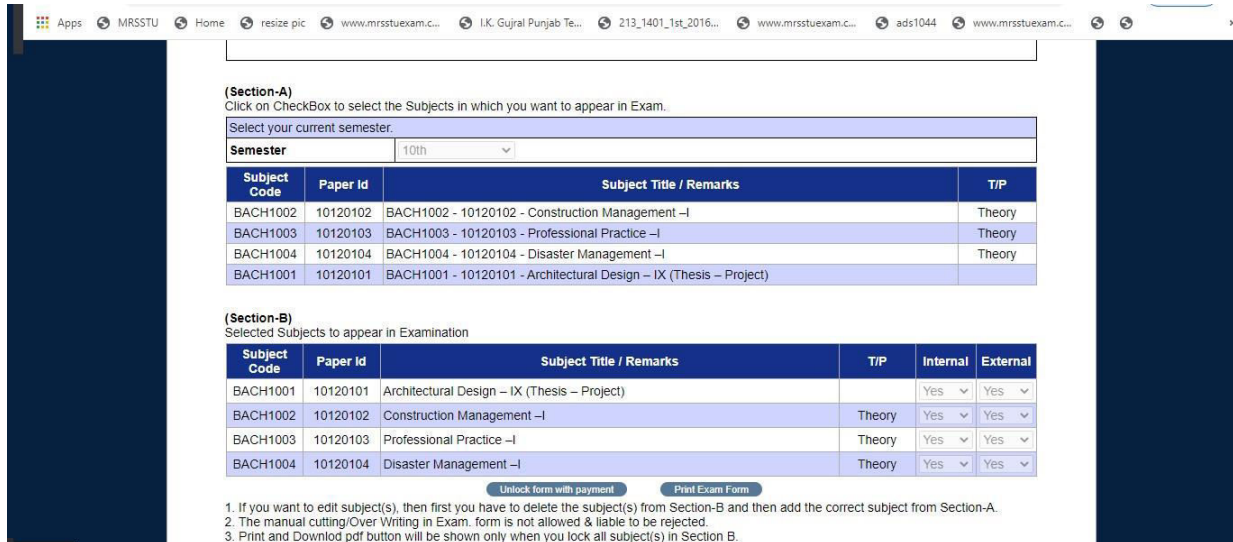 Apps MRSSTU Home resize pic www.mrsstuexam.c... I.K. Gujral Punjab Te... 213_1401_1st_2016... www.mrsstuexam.c... ads1044 www.mrsstuexam.c...
(Section-A)
Click on CheckBox to select the Subjects in which you want to appear in Exam.
Select your current semester.
Semester 10th
Subject Code Paper Id Subject Title / Remarks T/P
BACH1002 10120102 BACH1002 - 10120102 - Construction Management –I Theory
BACH1003 10120103 BACH1003 - 10120103 - Professional Practice –I Theory
BACH1004 10120104 BACH1004 - 10120104 - Disaster Management –I Theory
BACH1001 10120101 BACH1001 - 10120101 - Architectural Design – IX (Thesis – Project)
(Section-B)
Selected Subjects to appear in Examination
Subject Code Paper Id Subject Title / Remarks T/P Internal External
BACH1001 10120101 Architectural Design – IX (Thesis – Project) Yes Yes
BACH1002 10120102 Construction Management –I Theory Yes Yes
BACH1003 10120103 Professional Practice –I Theory Yes Yes
BACH1004 10120104 Disaster Management –I Theory Yes Yes
Unlock form with payment Print Exam Form
1. If you want to edit subject(s), then first you have to delete the subject(s) from Section-B and then add the correct subject from Section-A.
2. The manual cutting/Over Writing in Exam. form is not allowed & liable to be rejected.
3. Print and Downlod pdf button will be shown only when you lock all subject(s) in Section B.